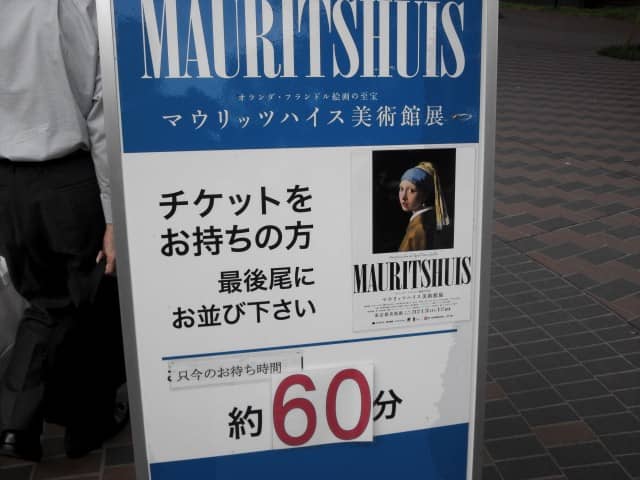 MAURITSHUIS
オランダ・フランドル絵画の至宝
マウリッツハイス美術館展
チケットを
お持ちの方
最後尾に
お並び下さい
MAURITSHUIS
マウリッツハイス美術館展
只今のお待ち時間
約60分